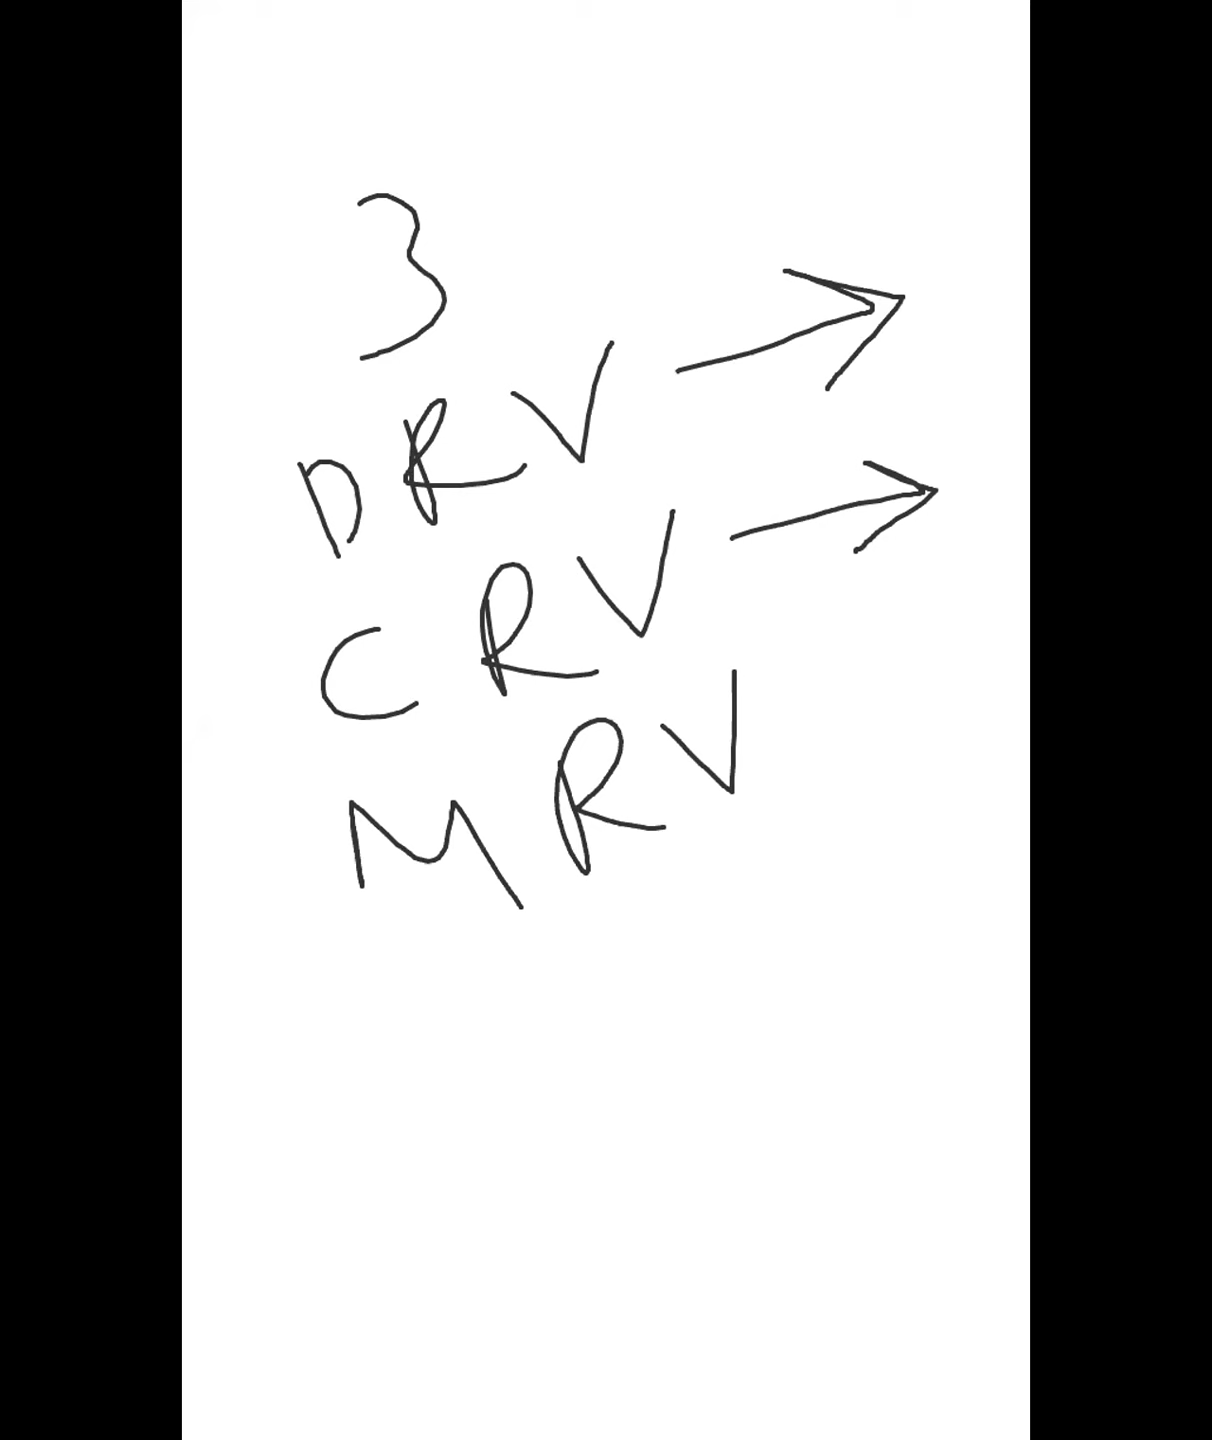 3
DRV →
CRV →
MRV